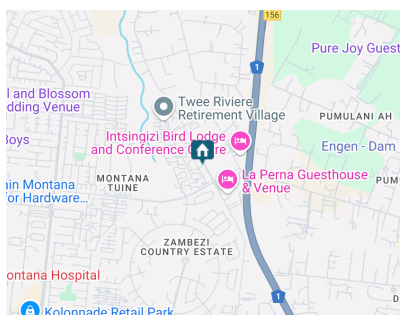 156
Pure Joy Guest
1
l and Blossom
dding Venue
Twee Riviere
Retirement Village
PUMULANI AH
Boys
Intsingizi Bird Lodge
and Conference Centre
Engen - Dam
MONTANA
TUINE
La Perna Guesthouse
& Venue
PUM
ain Montana
for Hardware...
ZAMBEZI
COUNTRY ESTATE
ontana Hospital
1
Kolonnade Retail Park